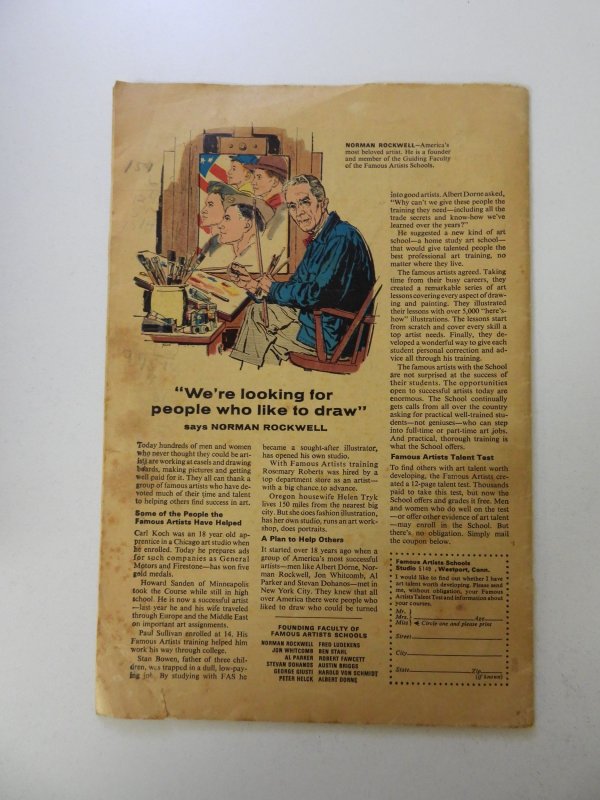 NORMAN ROCKWELL—America's
most beloved artist. He is a founder
and member of the Guiding Faculty
of the Famous Artists Schools.
"We're looking for
people who like to draw"
says NORMAN ROCKWELL
Today hundreds of men and women
who never thought they could be art-
ists are working at easels and drawing
boards, making pictures and getting
well paid for it. They all can thank a
group of famous artists who have de-
voted much of their time and talent
to helping others find success in art.
Some of the People the
Famous Artists Have Helped
Carl Koch was an 18 year old ap-
prentice in a Chicago art studio when
he enrolled. Today he prepares ads
for such companies as General
Motors and Firestone—has won five
gold medals.
Howard Sanden of Minneapolis
took the Course while still in high
school. He is now a successful artist
—last year he and his wife traveled
through Europe and the Middle East
on important art assignments.
Paul Sullivan enrolled at 14. His
Famous Artists training helped him
work his way through college.
Stan Bowen, father of three chil-
dren, was trapped in a dull, low-pay-
ing job. By studying with FAS he
became a sought-after illustrator,
has opened his own studio.
With Famous Artists training
Rosemary Roberts was hired by a
top department store as an artist—
with a big chance to advance.
Oregon housewife Helen Tryk
lives 150 miles from the nearest big
city. But she does fashion illustration,
has her own studio, runs an art work-
shop, does portraits.
A Plan to Help Others
It started over 18 years ago when a
group of America's most successful
artists—men like Albert Dorne, Nor-
man Rockwell, Jon Whitcomb, Al
Parker and Stevan Dohanos—met in
New York City. They knew that all
over America there were people who
liked to draw who could be turned
FOUNDING FACULTY OF
FAMOUS ARTISTS SCHOOLS
NORMAN ROCKWELL FRED LUDEKENS
JON WHITCOMB BEN STAHL
AL PARKER ROBERT FAWCETT
STEVAN DOHANOS AUSTIN BRIGGS
GEORGE GIUSTI HAROLD VON SCHMIDT
PETER HELCK ALBERT DORNE
into good artists. Albert Dorne asked,
"Why can't we give these people the
training they need—including all the
trade secrets and know-how we've
learned over the years?"
He suggested a new kind of art
school—a home study art school—
that would give talented people the
best professional art training, no
matter where they live.
The famous artists agreed. Taking
time from their busy careers, they
created a remarkable series of art
lessons covering every aspect of draw-
ing and painting. They illustrated
their lessons with over 5,000 "here's-
how" illustrations. The lessons start
from scratch and cover every skill a
top artist needs. Finally, they de-
veloped a wonderful way to give each
student personal correction and ad-
vice all through his training.
The famous artists with the School
are not surprised at the success of
their students. The opportunities
open to successful artists today are
enormous. The School continually
gets calls from all over the country
asking for practical well-trained stu-
dents—not geniuses—who can step
into full-time or part-time art jobs.
And practical, thorough training is
what the School offers.
Famous Artists Talent Test
To find others with art talent worth
developing, the Famous Artists cre-
ated a 12-page talent test. Thousands
paid to take this test, but now the
School offers and grades it free. Men
and women who do well on the test
—or offer other evidence of art talent
—may enroll in the School. But
there's no obligation. Simply mail
the coupon below.
Famous Artists Schools
Studio 5148, Westport, Conn.
I would like to find out whether I have
art talent worth developing. Please send
me, without obligation, your Famous
Artists Talent Test and information about
your courses.
Mr.
Mrs. Age
Miss Circle one and please print
Street
City
State Zip
(if known)